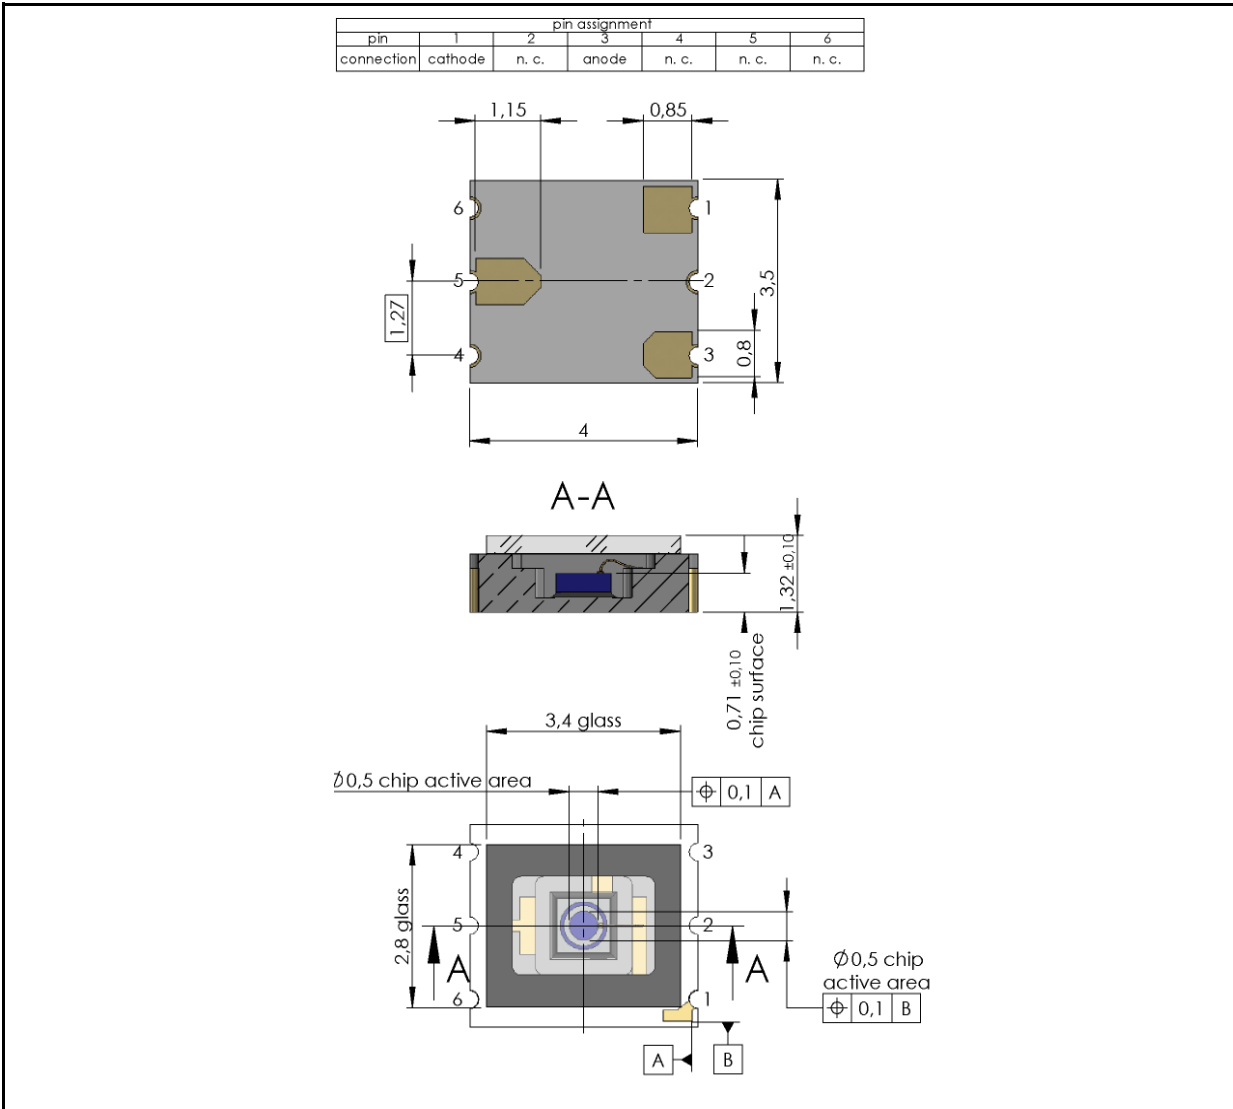 pin assignment
pin 1 2 3 4 5 6
connection cathode n. c. anode n. c. n. c. n. c.
1,15 0,85
6 1
5 2
1,27
3,5
4 3
0,8
4
A-A
1,32 ±0,10
0,71 ±0,10
chip surface
3,4 glass
Ø0,5 chip active area
⌖ 0,1 A
4 3
2,8 glass
5 2
A A
Ø0,5 chip
active area
6 1
⌖ 0,1 B
A B